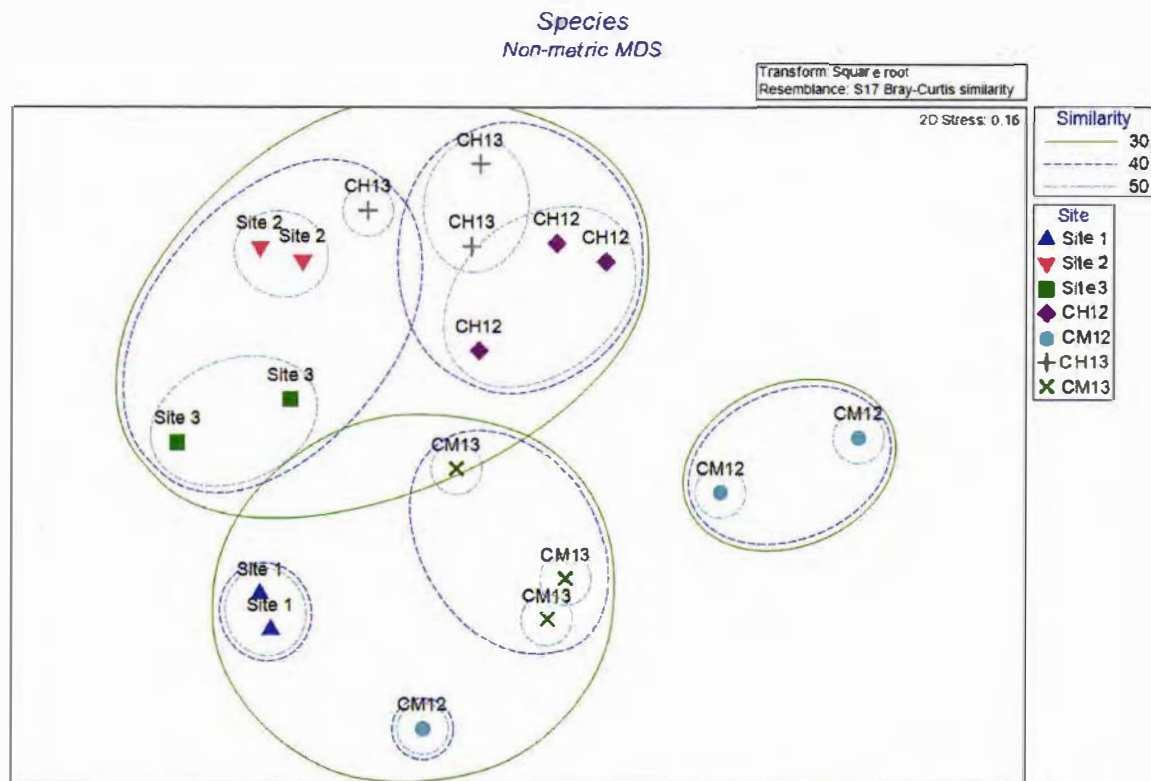 Species
Non-metric MDS
Transform: Square root
Resemblance: S17 Bray-Curtis similarity
2D Stress: 0.16
Similarity
30
40
50
Site
Site 1
Site 2
Site3
CH12
CM12
CH13
CM13
CH13
CH13
Site 2
Site 2
CH13
CH12
CH12
CH12
Site 3
Site 3
CM13
CM12
CM12
Site 1
Site 1
CM13
CM13
CM12